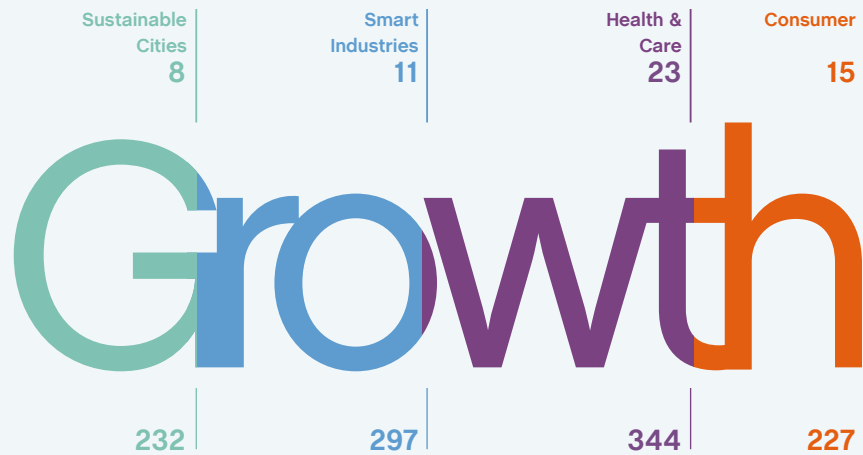 Sustainable
Cities
8
Smart
Industries
11
Health &
Care
23
Consumer
15
Growth
232
297
344
227